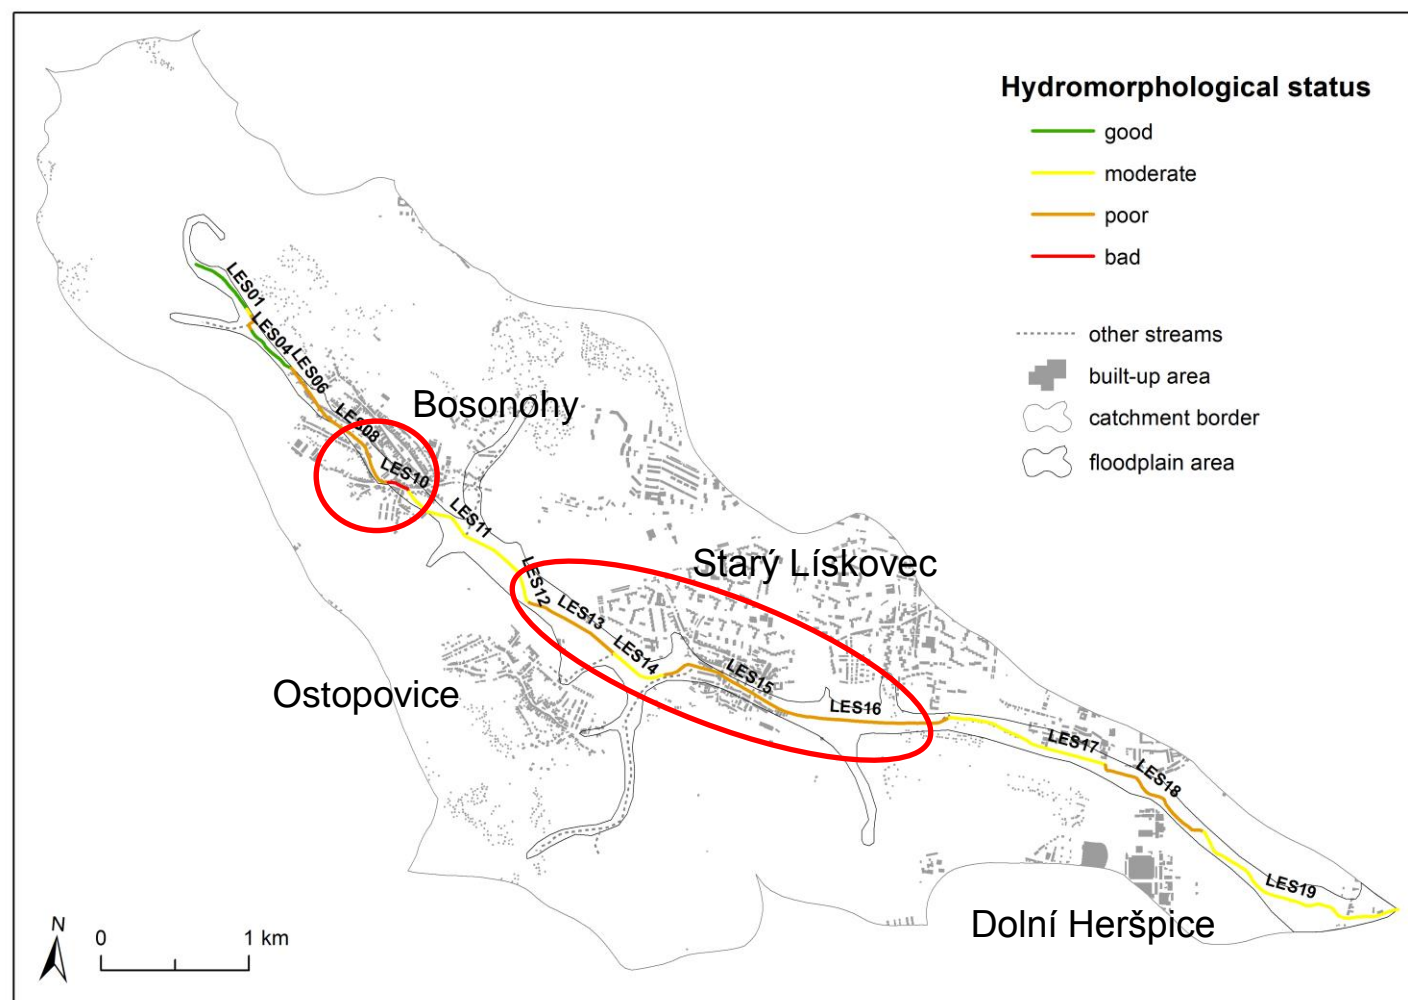 Hydromorphological status
good
moderate
poor
bad
other streams
built-up area
catchment border
floodplain area
LES01
LES04
LES06
LES08
Bosonohy
LES10
LES11
Starý Lískovec
LES12
LES13
LES14
LES15
Ostopovice
LES16
LES17
LES18
LES19
Dolní Heršpice
N
0 1 km